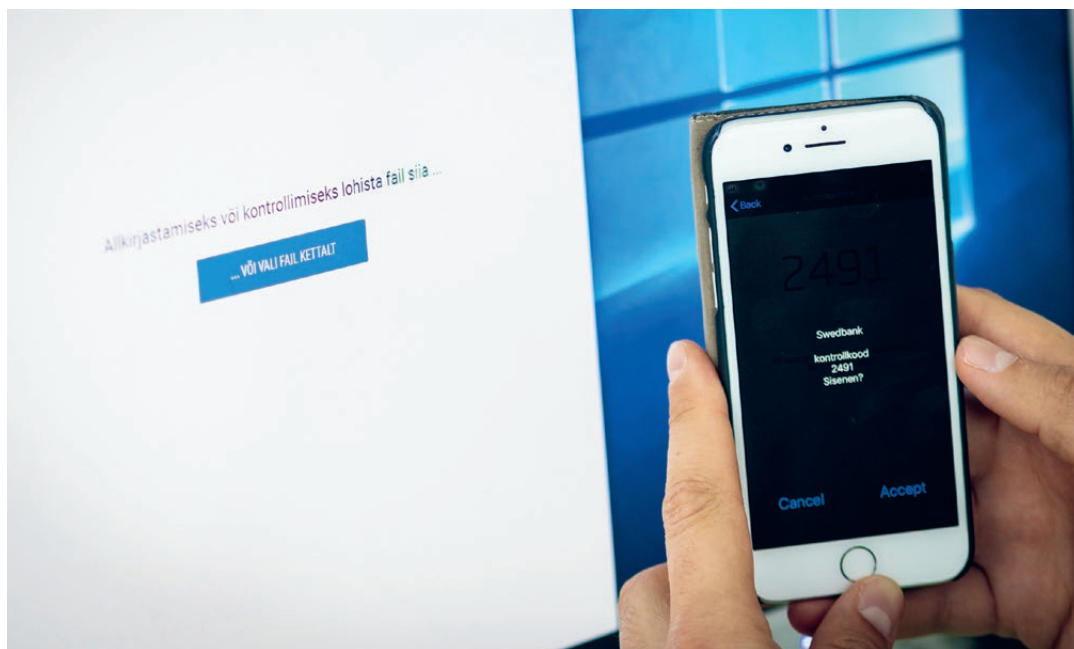 Allkirjastamiseks või kontrollimiseks lohista fail siia ...
... VÕI VALI FAIL KETTALT
Back
2491
Swedbank
kontrollkood
2491
Sisenen?
Cancel
Accept